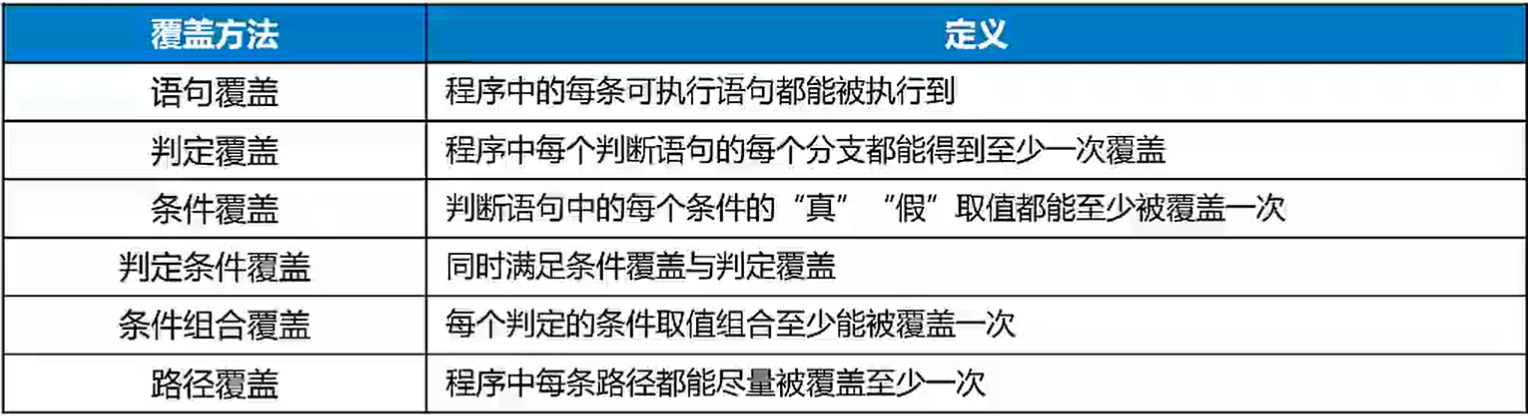 覆盖方法 定义
语句覆盖 程序中的每条可执行语句都能被执行到
判定覆盖 程序中每个判断语句的每个分支都能得到至少一次覆盖
条件覆盖 判断语句中的每个条件的“真”“假”取值都能至少被覆盖一次
判定条件覆盖 同时满足条件覆盖与判定覆盖
条件组合覆盖 每个判定的条件取值组合至少能被覆盖一次
路径覆盖 程序中每条路径都能尽量被覆盖至少一次